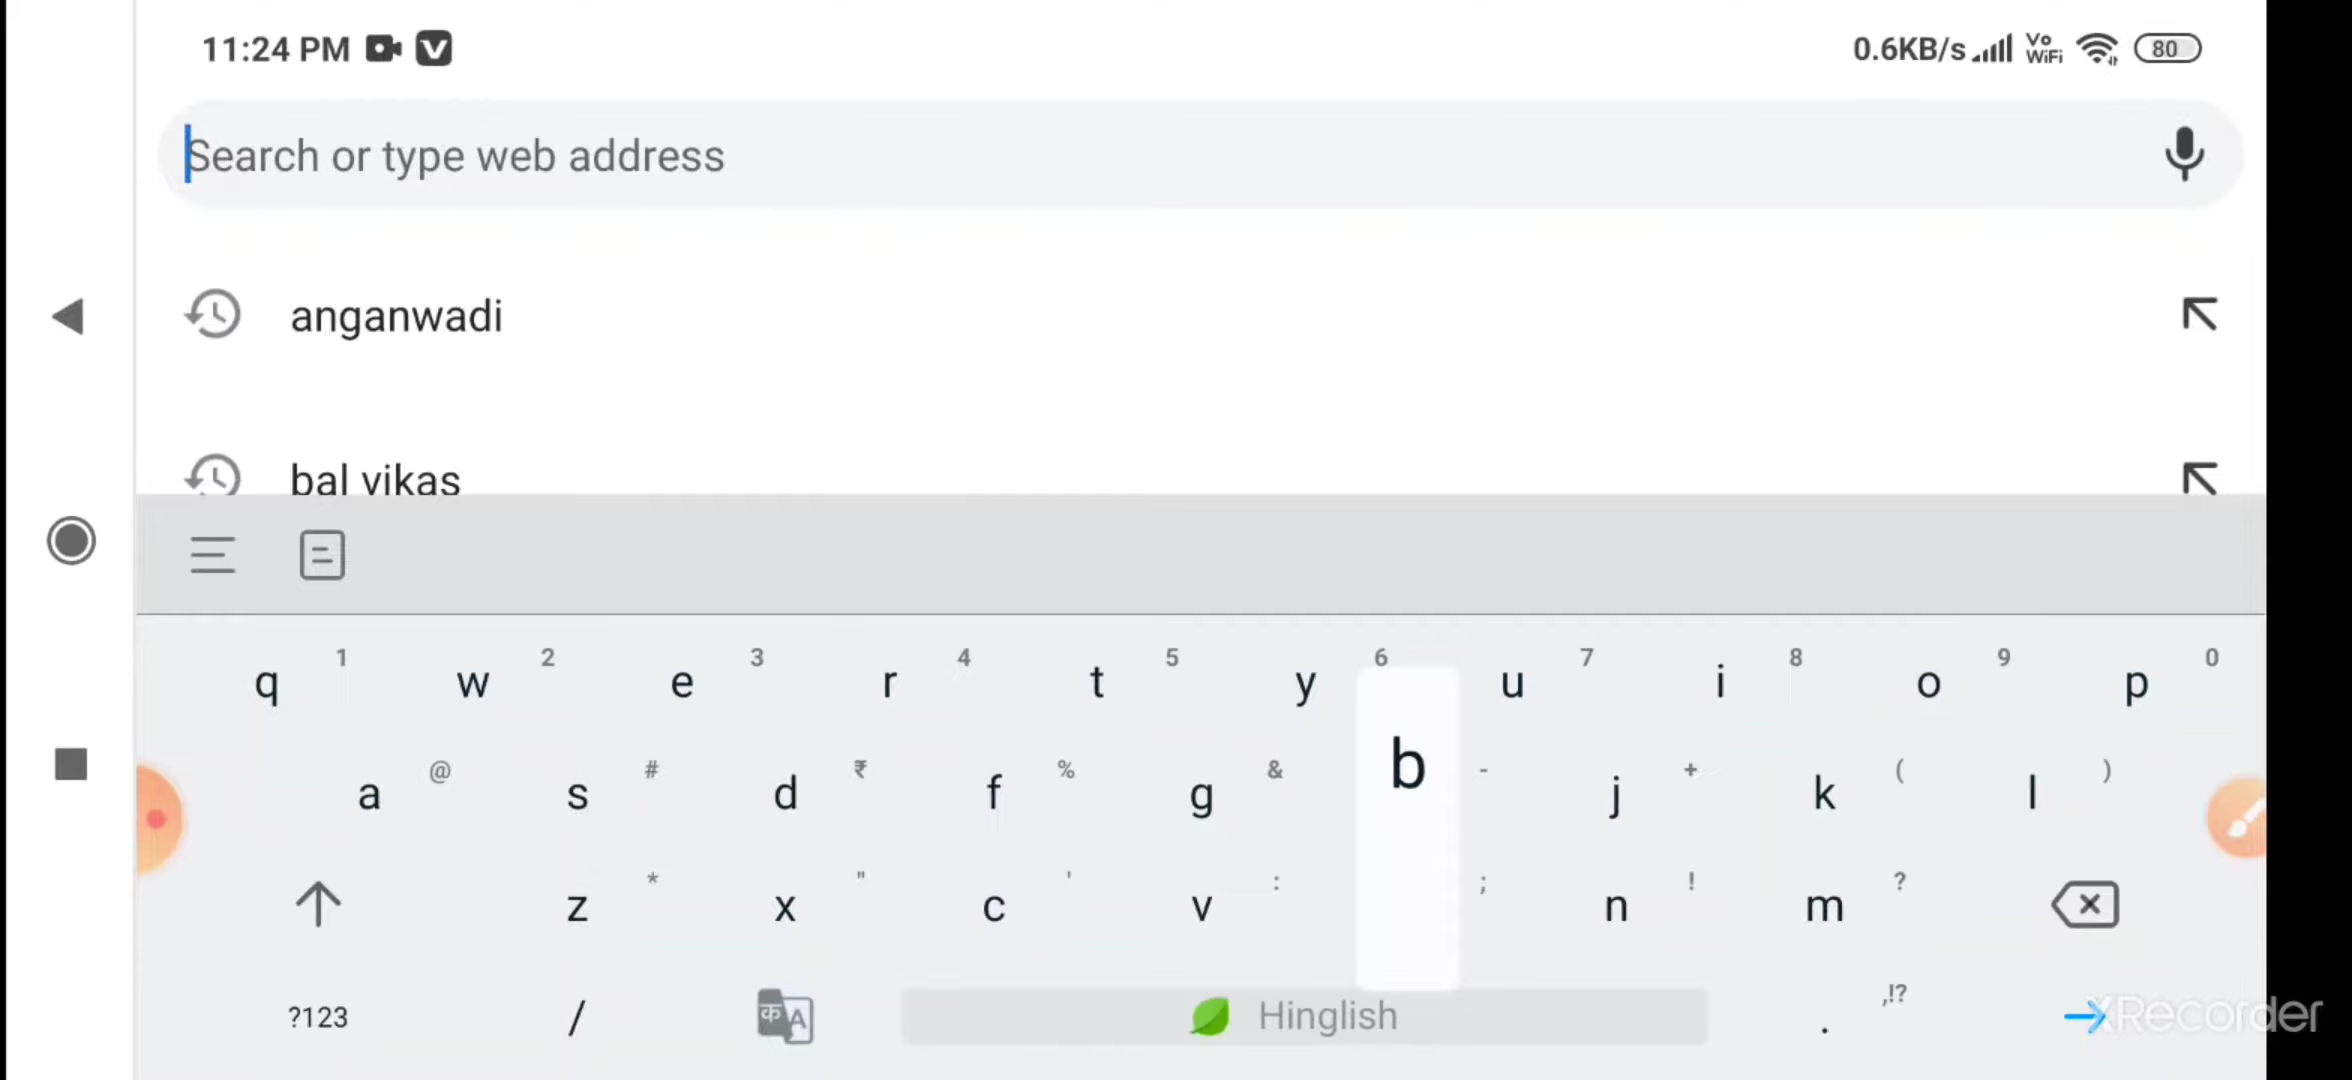 11:24 PM V 0.6KB/s Vo WiFi 80
Search or type web address
anganwadi
bal vikas
q 1 w 2 e 3 r 4 t 5 y 6 u 7 i 8 o 9 p 0
a @ s # d ₹ f % g & b - j + k ( l )
z * x " c ' v : ; n ! m ?
?123 / क A Hinglish . ,!? XRecorder